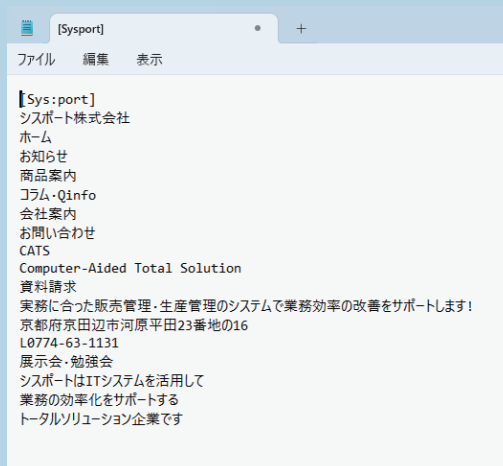 [Sysport]
ファイル 編集 表示
[Sys:port]
シスポート株式会社
ホーム
お知らせ
商品案内
コラム・Qinfo
会社案内
お問い合わせ
CATS
Computer-Aided Total Solution
資料請求
実務に合った販売管理・生産管理のシステムで業務効率の改善をサポートします!
京都府京田辺市河原平田23番地の16
L0774-63-1131
展示会・勉強会
シスポートはITシステムを活用して
業務の効率化をサポートする
トータルソリューション企業です